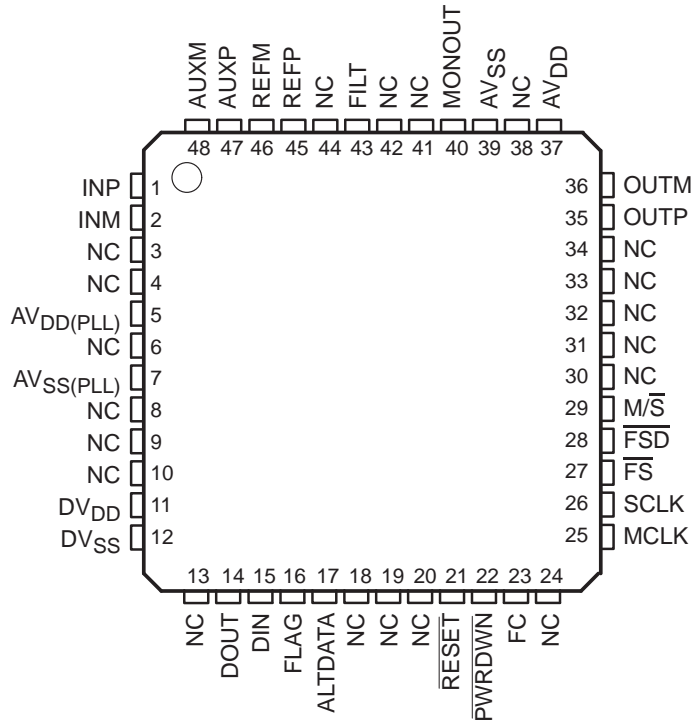 AUXM
AUXP
REFM
REFP
NC
FILT
NC
NC
MONOUT
AVSS
NC
AVDD
48 47 46 45 44 43 42 41 40 39 38 37
INP 1
INM 2
NC 3
NC 4
AVDD(PLL) 5
NC 6
AVSS(PLL) 7
NC 8
NC 9
NC 10
DVDD 11
DVSS 12
36 OUTM
35 OUTP
34 NC
33 NC
32 NC
31 NC
30 NC
29 M/S̅
28 F̅S̅D̅
27 F̅S̅
26 SCLK
25 MCLK
13 14 15 16 17 18 19 20 21 22 23 24
NC
DOUT
DIN
FLAG
ALTDATA
NC
NC
NC
R̅E̅S̅E̅T̅
P̅W̅R̅D̅W̅N̅
FC
NC